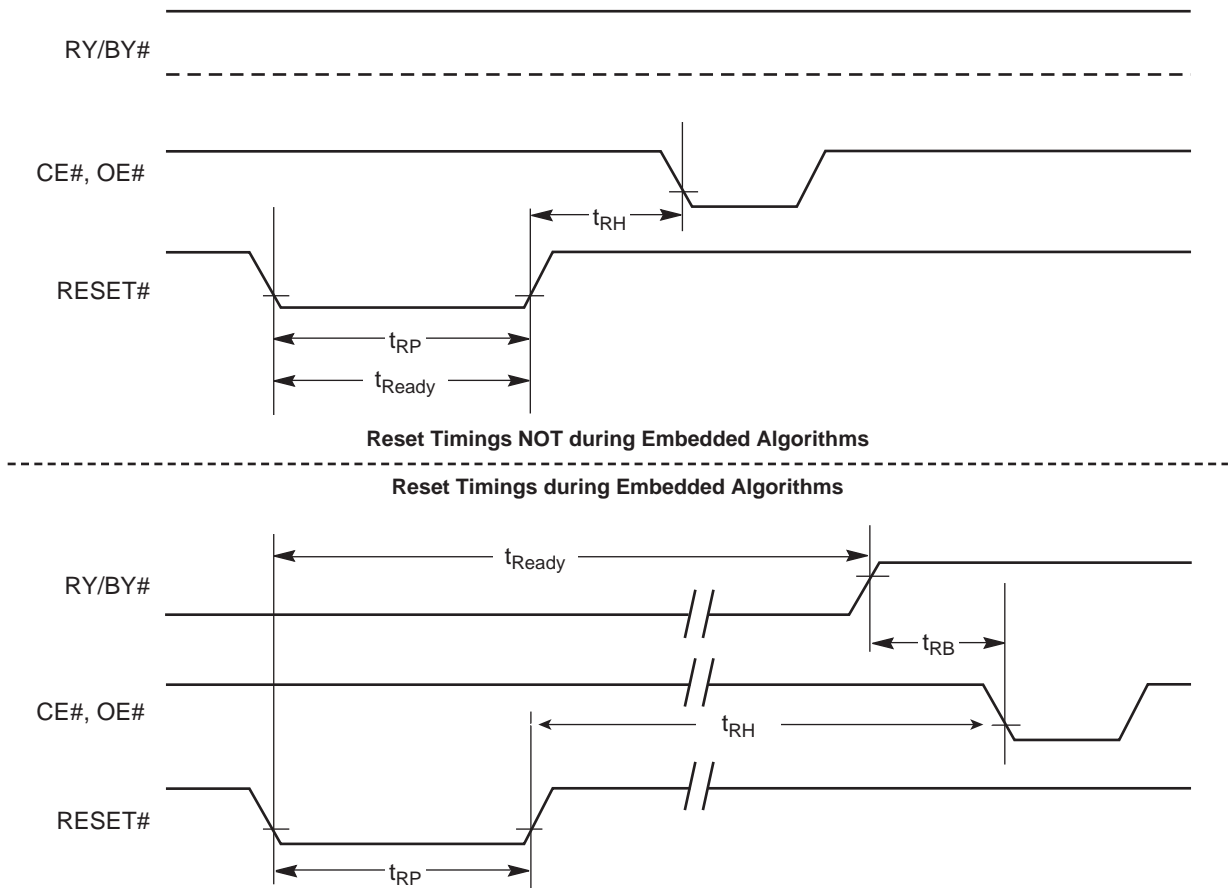 RY/BY#
CE#, OE#
tRH
RESET#
tRP
tReady
Reset Timings NOT during Embedded Algorithms
Reset Timings during Embedded Algorithms
tReady
RY/BY#
tRB
CE#, OE#
tRH
RESET#
tRP